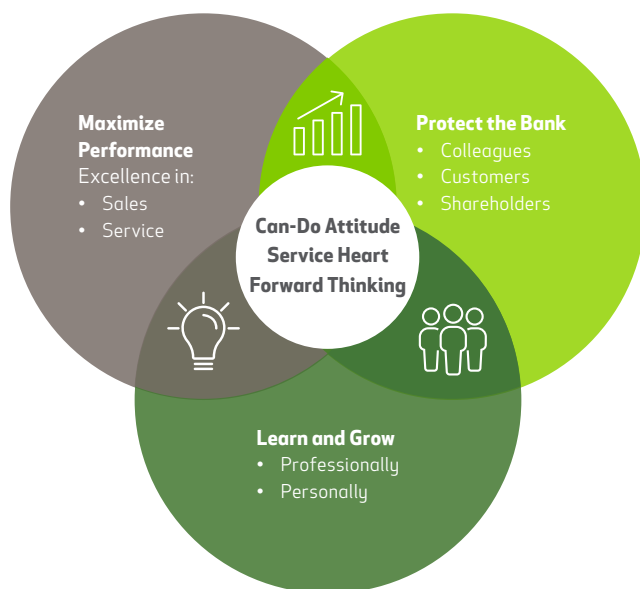 Maximize
Performance
Excellence in:
• Sales
• Service
Protect the Bank
• Colleagues
• Customers
• Shareholders
Can-Do Attitude
Service Heart
Forward Thinking
Learn and Grow
• Professionally
• Personally